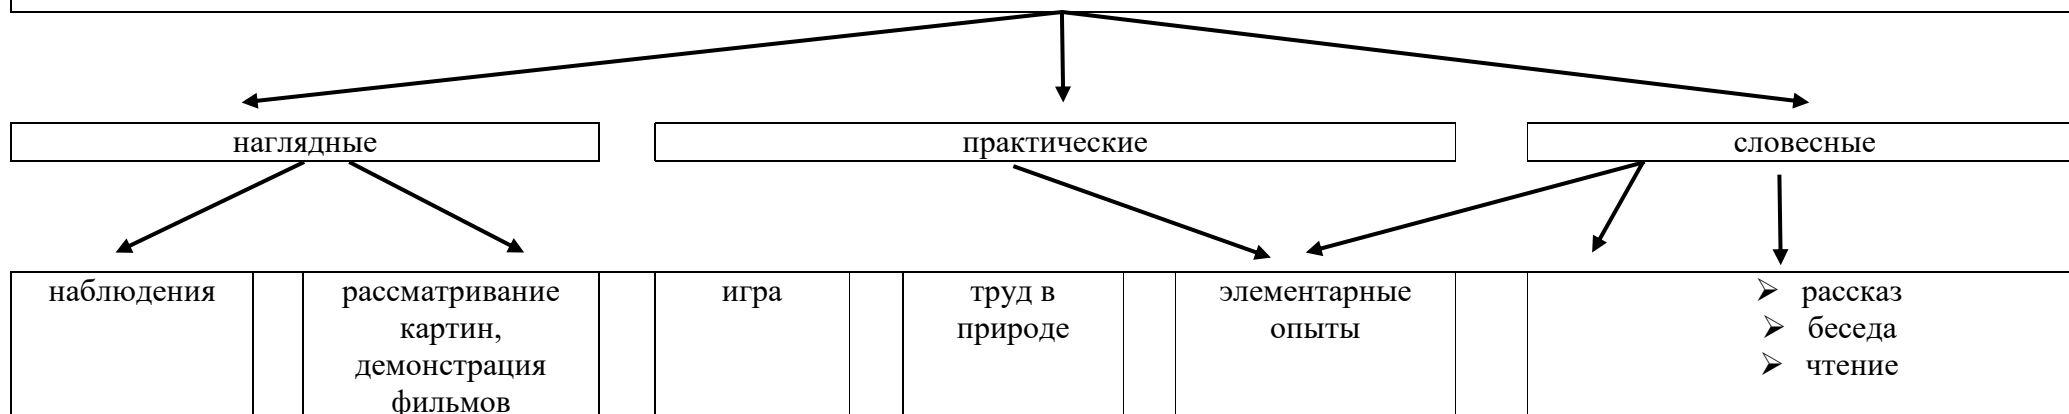 наглядные
практические
словесные
наблюдения
рассматривание
картин,
демонстрация
фильмов
игра
труд в
природе
элементарные
опыты
➢ рассказ
➢ беседа
➢ чтение